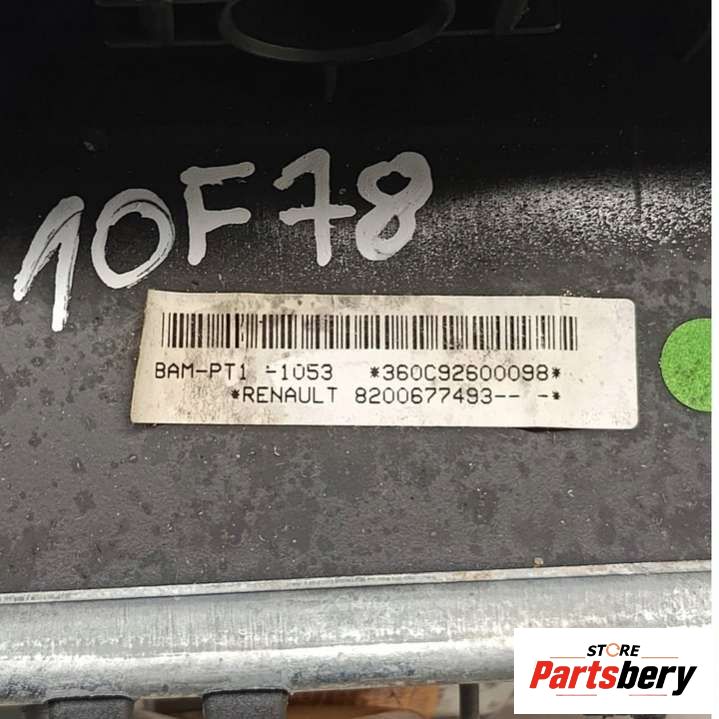 10F78
BAM-PT1 -1053 *360C92600098*
*RENAULT 8200677493-- -*
STORE
Partsbery